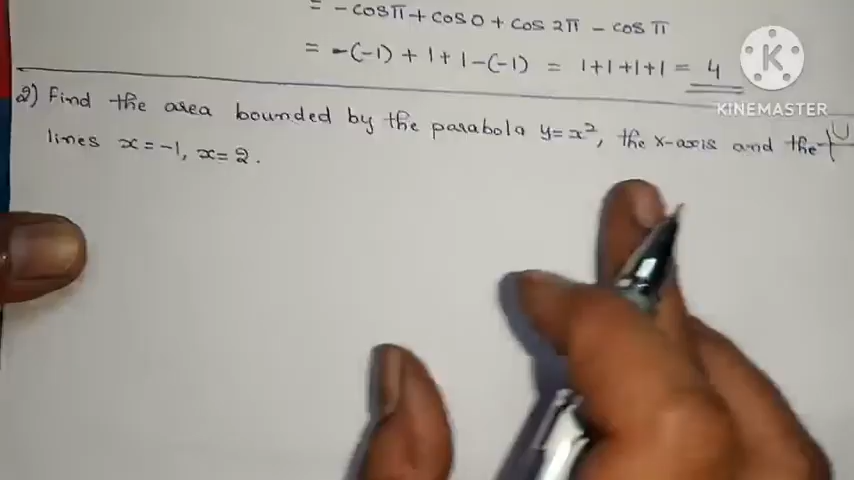 = -cosπ + cos 0 + cos 2π - cos π
= -(-1) + 1 + 1 - (-1) = 1+1+1+1 = 4
K
KINEMASTER
2) Find the area bounded by the parabola y = x², the x-axis and the
lines x = -1, x = 2.